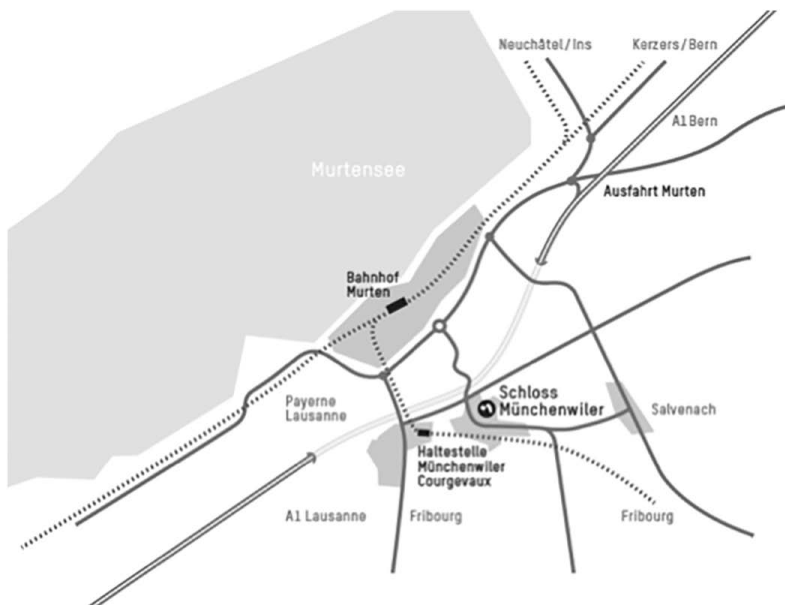 Neuchâtel/Ins
Kerzers/Bern
A1 Bern
Murtensee
Ausfahrt Murten
Bahnhof
Murten
Payerne
Lausanne
Schloss
Münchenwiler
Salvenach
Haltestelle
Münchenwiler
Courgevaux
A1 Lausanne
Fribourg
Fribourg